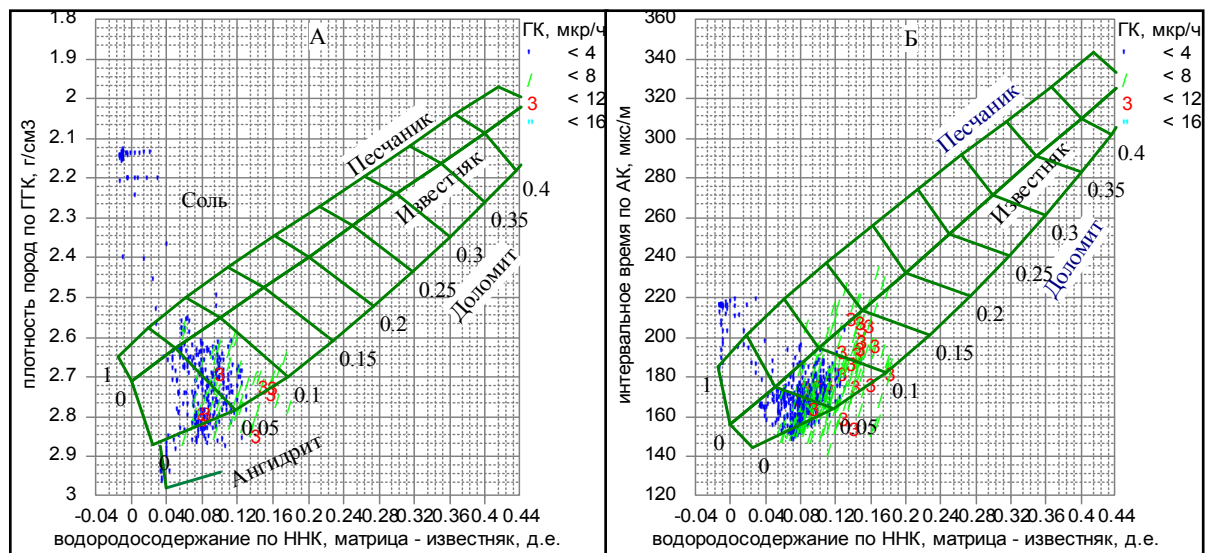 А
ГК, мкр/ч
< 4
< 8
3 < 12
" < 16
плотность пород по ГГК, г/см3
1.8
1.9
2
2.1
2.2
2.3
2.4
2.5
2.6
2.7
2.8
2.9
3
Соль
Песчаник
Известняк
Доломит
Ангидрит
1
0
0
0.05
0.1
0.15
0.2
0.25
0.3
0.35
0.4
-0.04 0 0.04 0.08 0.12 0.16 0.2 0.24 0.28 0.32 0.36 0.4 0.44
водородосодержание по ННК, матрица - известняк, д.е.
Б
ГК, мкр/ч
< 4
< 8
3 < 12
" < 16
интервальное время по АК, мкс/м
360
340
320
300
280
260
240
220
200
180
160
140
120
Песчаник
Известняк
Доломит
1
0
0
0.05
0.1
0.15
0.2
0.25
0.3
0.35
0.4
-0.04 0 0.04 0.08 0.12 0.16 0.2 0.24 0.28 0.32 0.36 0.4 0.44
водородосодержание по ННК, матрица - известняк, д.е.